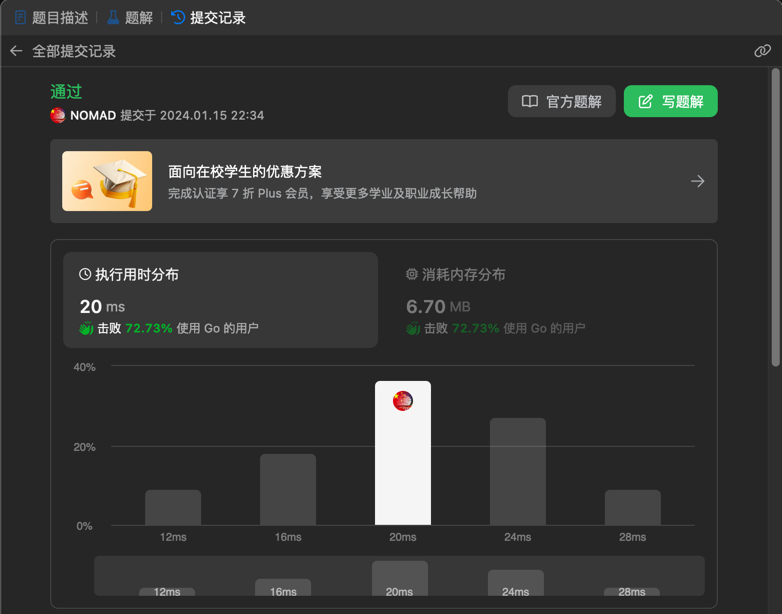 题目描述 题解 提交记录
全部提交记录
通过
NOMAD 提交于 2024.01.15 22:34
官方题解 写题解
面向在校学生的优惠方案
完成认证享 7 折 Plus 会员，享受更多学业及职业成长帮助
执行用时分布
20 ms
击败 72.73% 使用 Go 的用户
消耗内存分布
6.70 MB
击败 72.73% 使用 Go 的用户
40%
20%
0%
12ms 16ms 20ms 24ms 28ms
12ms 16ms 20ms 24ms 28ms